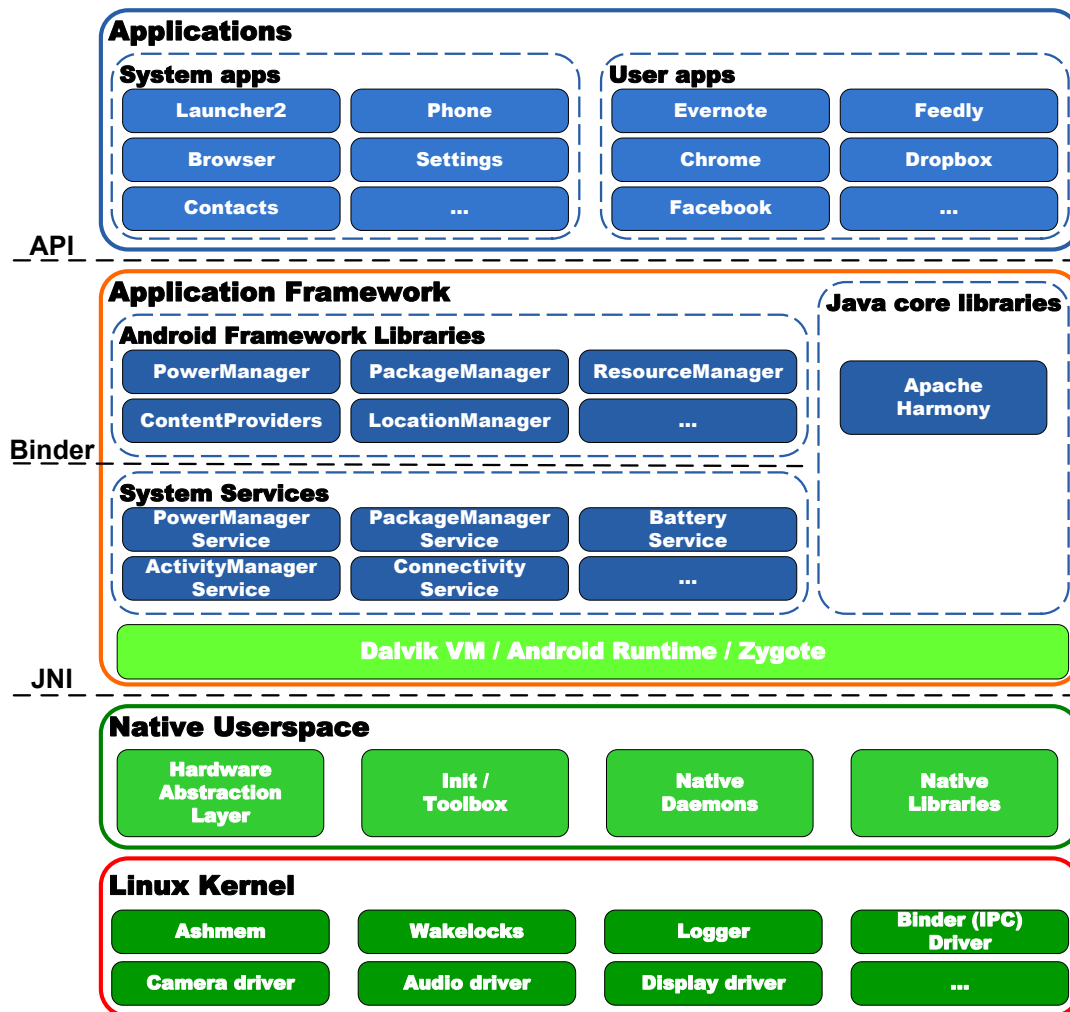 Applications
System apps
Launcher2
Phone
Browser
Settings
Contacts
...
User apps
Evernote
Feedly
Chrome
Dropbox
Facebook
...
API
Application Framework
Android Framework Libraries
PowerManager
PackageManager
ResourceManager
ContentProviders
LocationManager
...
Java core libraries
Apache
Harmony
Binder
System Services
PowerManager
Service
PackageManager
Service
Battery
Service
ActivityManager
Service
Connectivity
Service
...
Dalvik VM / Android Runtime / Zygote
JNI
Native Userspace
Hardware
Abstraction
Layer
Init /
Toolbox
Native
Daemons
Native
Libraries
Linux Kernel
Ashmem
Wakelocks
Logger
Binder (IPC)
Driver
Camera driver
Audio driver
Display driver
...